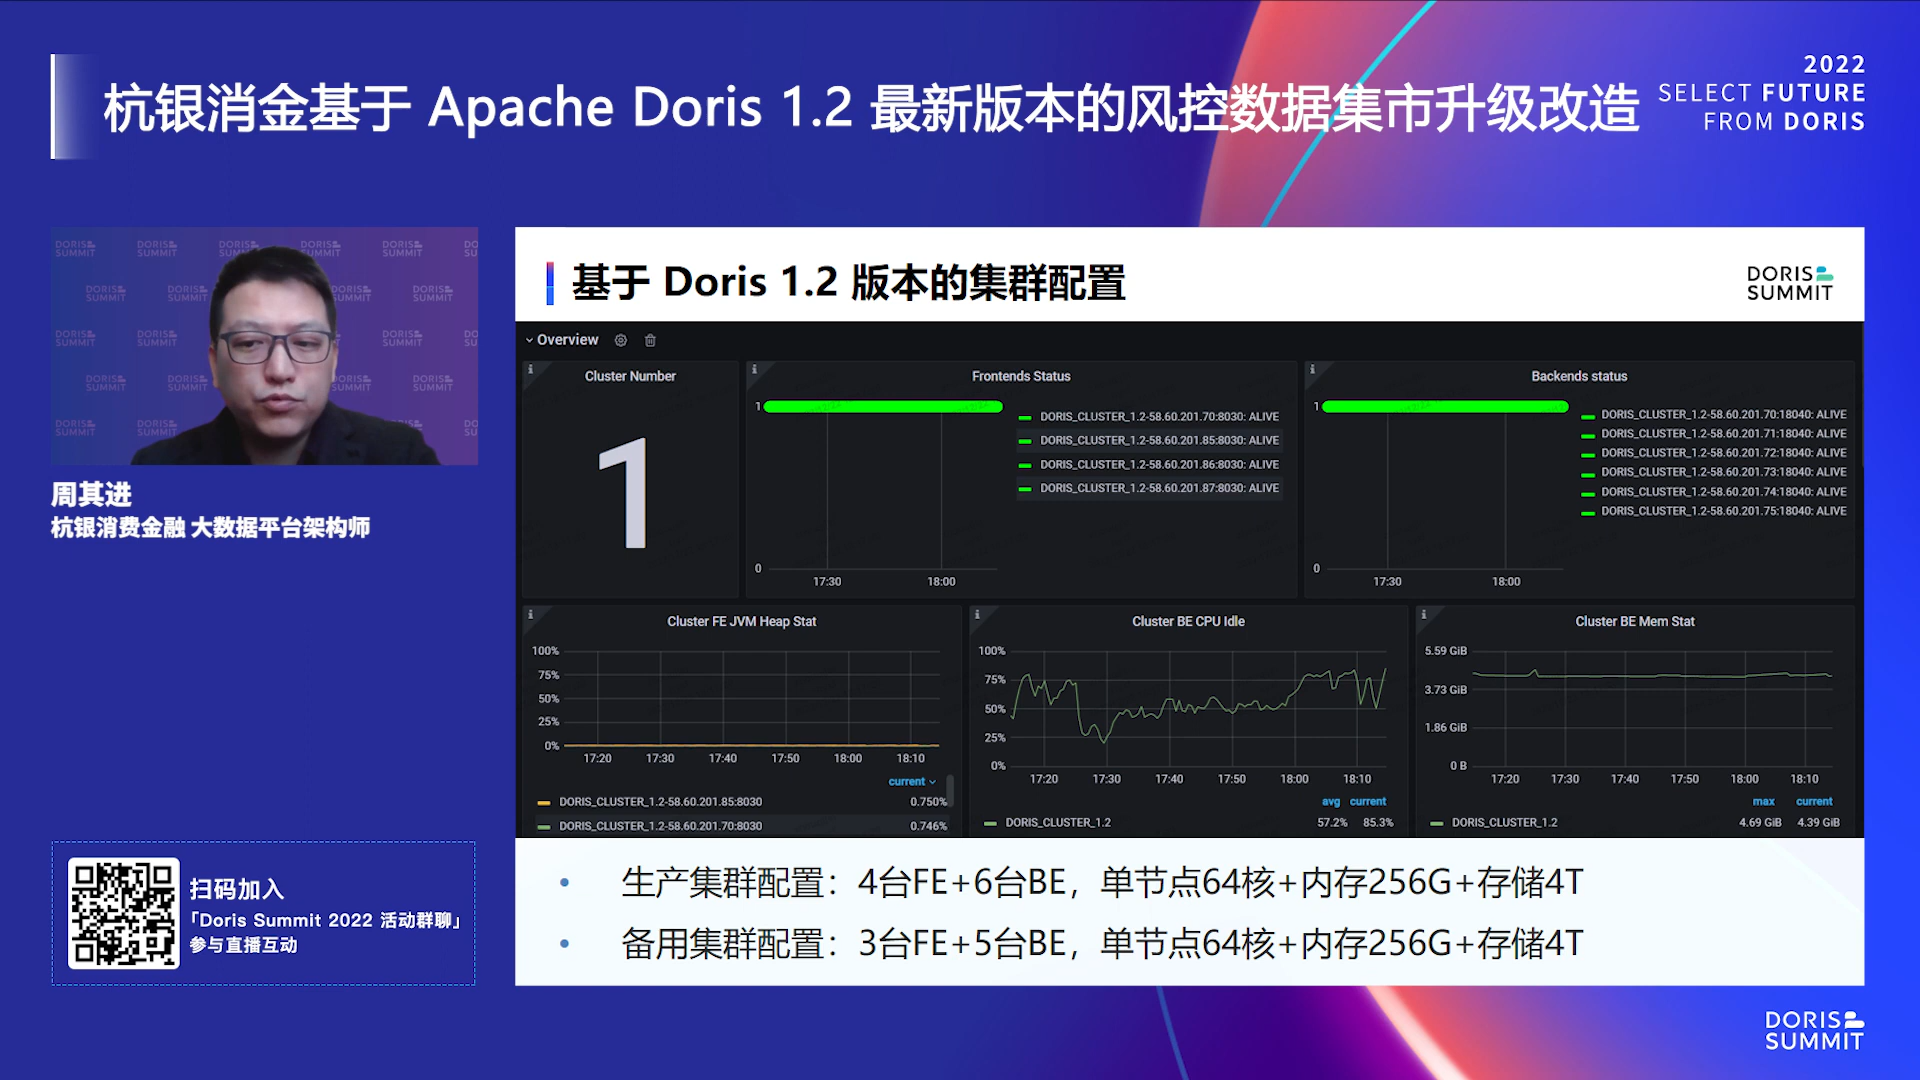 杭银消金基于 Apache Doris 1.2 最新版本的风控数据集市升级改造
2022
SELECT FUTURE
FROM DORIS
周其进
杭银消费金融 大数据平台架构师
扫码加入
「Doris Summit 2022 活动群聊」
参与直播互动
基于 Doris 1.2 版本的集群配置
DORIS
SUMMIT
Overview
Cluster Number
1
Frontends Status
1
0
17:30 18:00
DORIS_CLUSTER_1.2-58.60.201.70:8030: ALIVE
DORIS_CLUSTER_1.2-58.60.201.85:8030: ALIVE
DORIS_CLUSTER_1.2-58.60.201.86:8030: ALIVE
DORIS_CLUSTER_1.2-58.60.201.87:8030: ALIVE
Backends status
1
0
17:30 18:00
DORIS_CLUSTER_1.2-58.60.201.70:18040: ALIVE
DORIS_CLUSTER_1.2-58.60.201.71:18040: ALIVE
DORIS_CLUSTER_1.2-58.60.201.72:18040: ALIVE
DORIS_CLUSTER_1.2-58.60.201.73:18040: ALIVE
DORIS_CLUSTER_1.2-58.60.201.74:18040: ALIVE
DORIS_CLUSTER_1.2-58.60.201.75:18040: ALIVE
Cluster FE JVM Heap Stat
100%
75%
50%
25%
0%
17:20 17:30 17:40 17:50 18:00 18:10
current
DORIS_CLUSTER_1.2-58.60.201.85:8030 0.750%
DORIS_CLUSTER_1.2-58.60.201.70:8030 0.746%
Cluster BE CPU Idle
100%
75%
50%
25%
0%
17:20 17:30 17:40 17:50 18:00 18:10
avg current
DORIS_CLUSTER_1.2 57.2% 85.3%
Cluster BE Mem Stat
5.59 GiB
3.73 GiB
1.86 GiB
0 B
17:20 17:30 17:40 17:50 18:00 18:10
max current
DORIS_CLUSTER_1.2 4.69 GiB 4.39 GiB
• 生产集群配置：4台FE+6台BE，单节点64核+内存256G+存储4T
• 备用集群配置：3台FE+5台BE，单节点64核+内存256G+存储4T
DORIS
SUMMIT